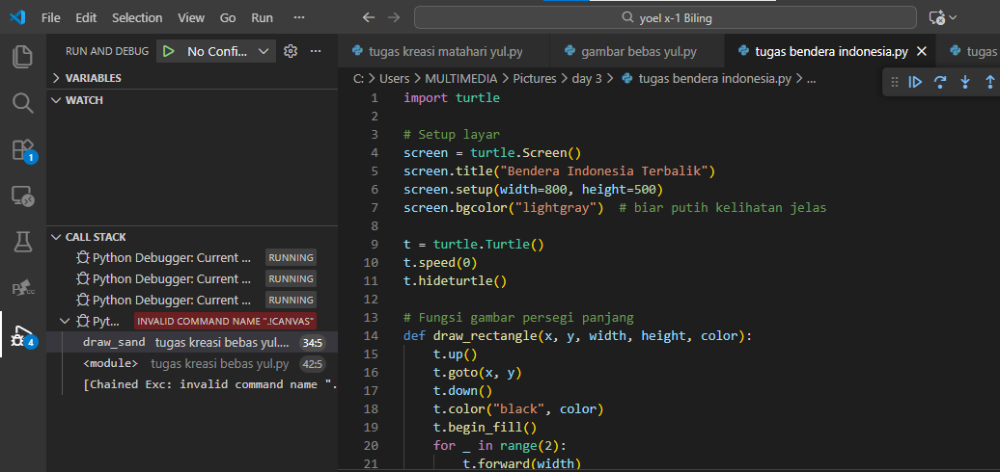 File Edit Selection View Go Run ···
yoel x-1 Biling
RUN AND DEBUG No Confi... ···
VARIABLES
WATCH
CALL STACK
Python Debugger: Current ... RUNNING
Python Debugger: Current ... RUNNING
Python Debugger: Current ... RUNNING
Pyt... INVALID COMMAND NAME ".!CANVAS"
draw_sand tugas kreasi bebas yul.... 34:5
<module> tugas kreasi bebas yul.py 42:5
[Chained Exc: invalid command name ".
1
4
tugas kreasi matahari yul.py gambar bebas yul.py tugas bendera indonesia.py tugas
C: > Users > MULTIMEDIA > Pictures > day 3 > tugas bendera indonesia.py > ...
1 import turtle
2
3 # Setup layar
4 screen = turtle.Screen()
5 screen.title("Bendera Indonesia Terbalik")
6 screen.setup(width=800, height=500)
7 screen.bgcolor("lightgray")  # biar putih kelihatan jelas
8
9 t = turtle.Turtle()
10 t.speed(0)
11 t.hideturtle()
12
13 # Fungsi gambar persegi panjang
14 def draw_rectangle(x, y, width, height, color):
15     t.up()
16     t.goto(x, y)
17     t.down()
18     t.color("black", color)
19     t.begin_fill()
20     for _ in range(2):
21         t.forward(width)